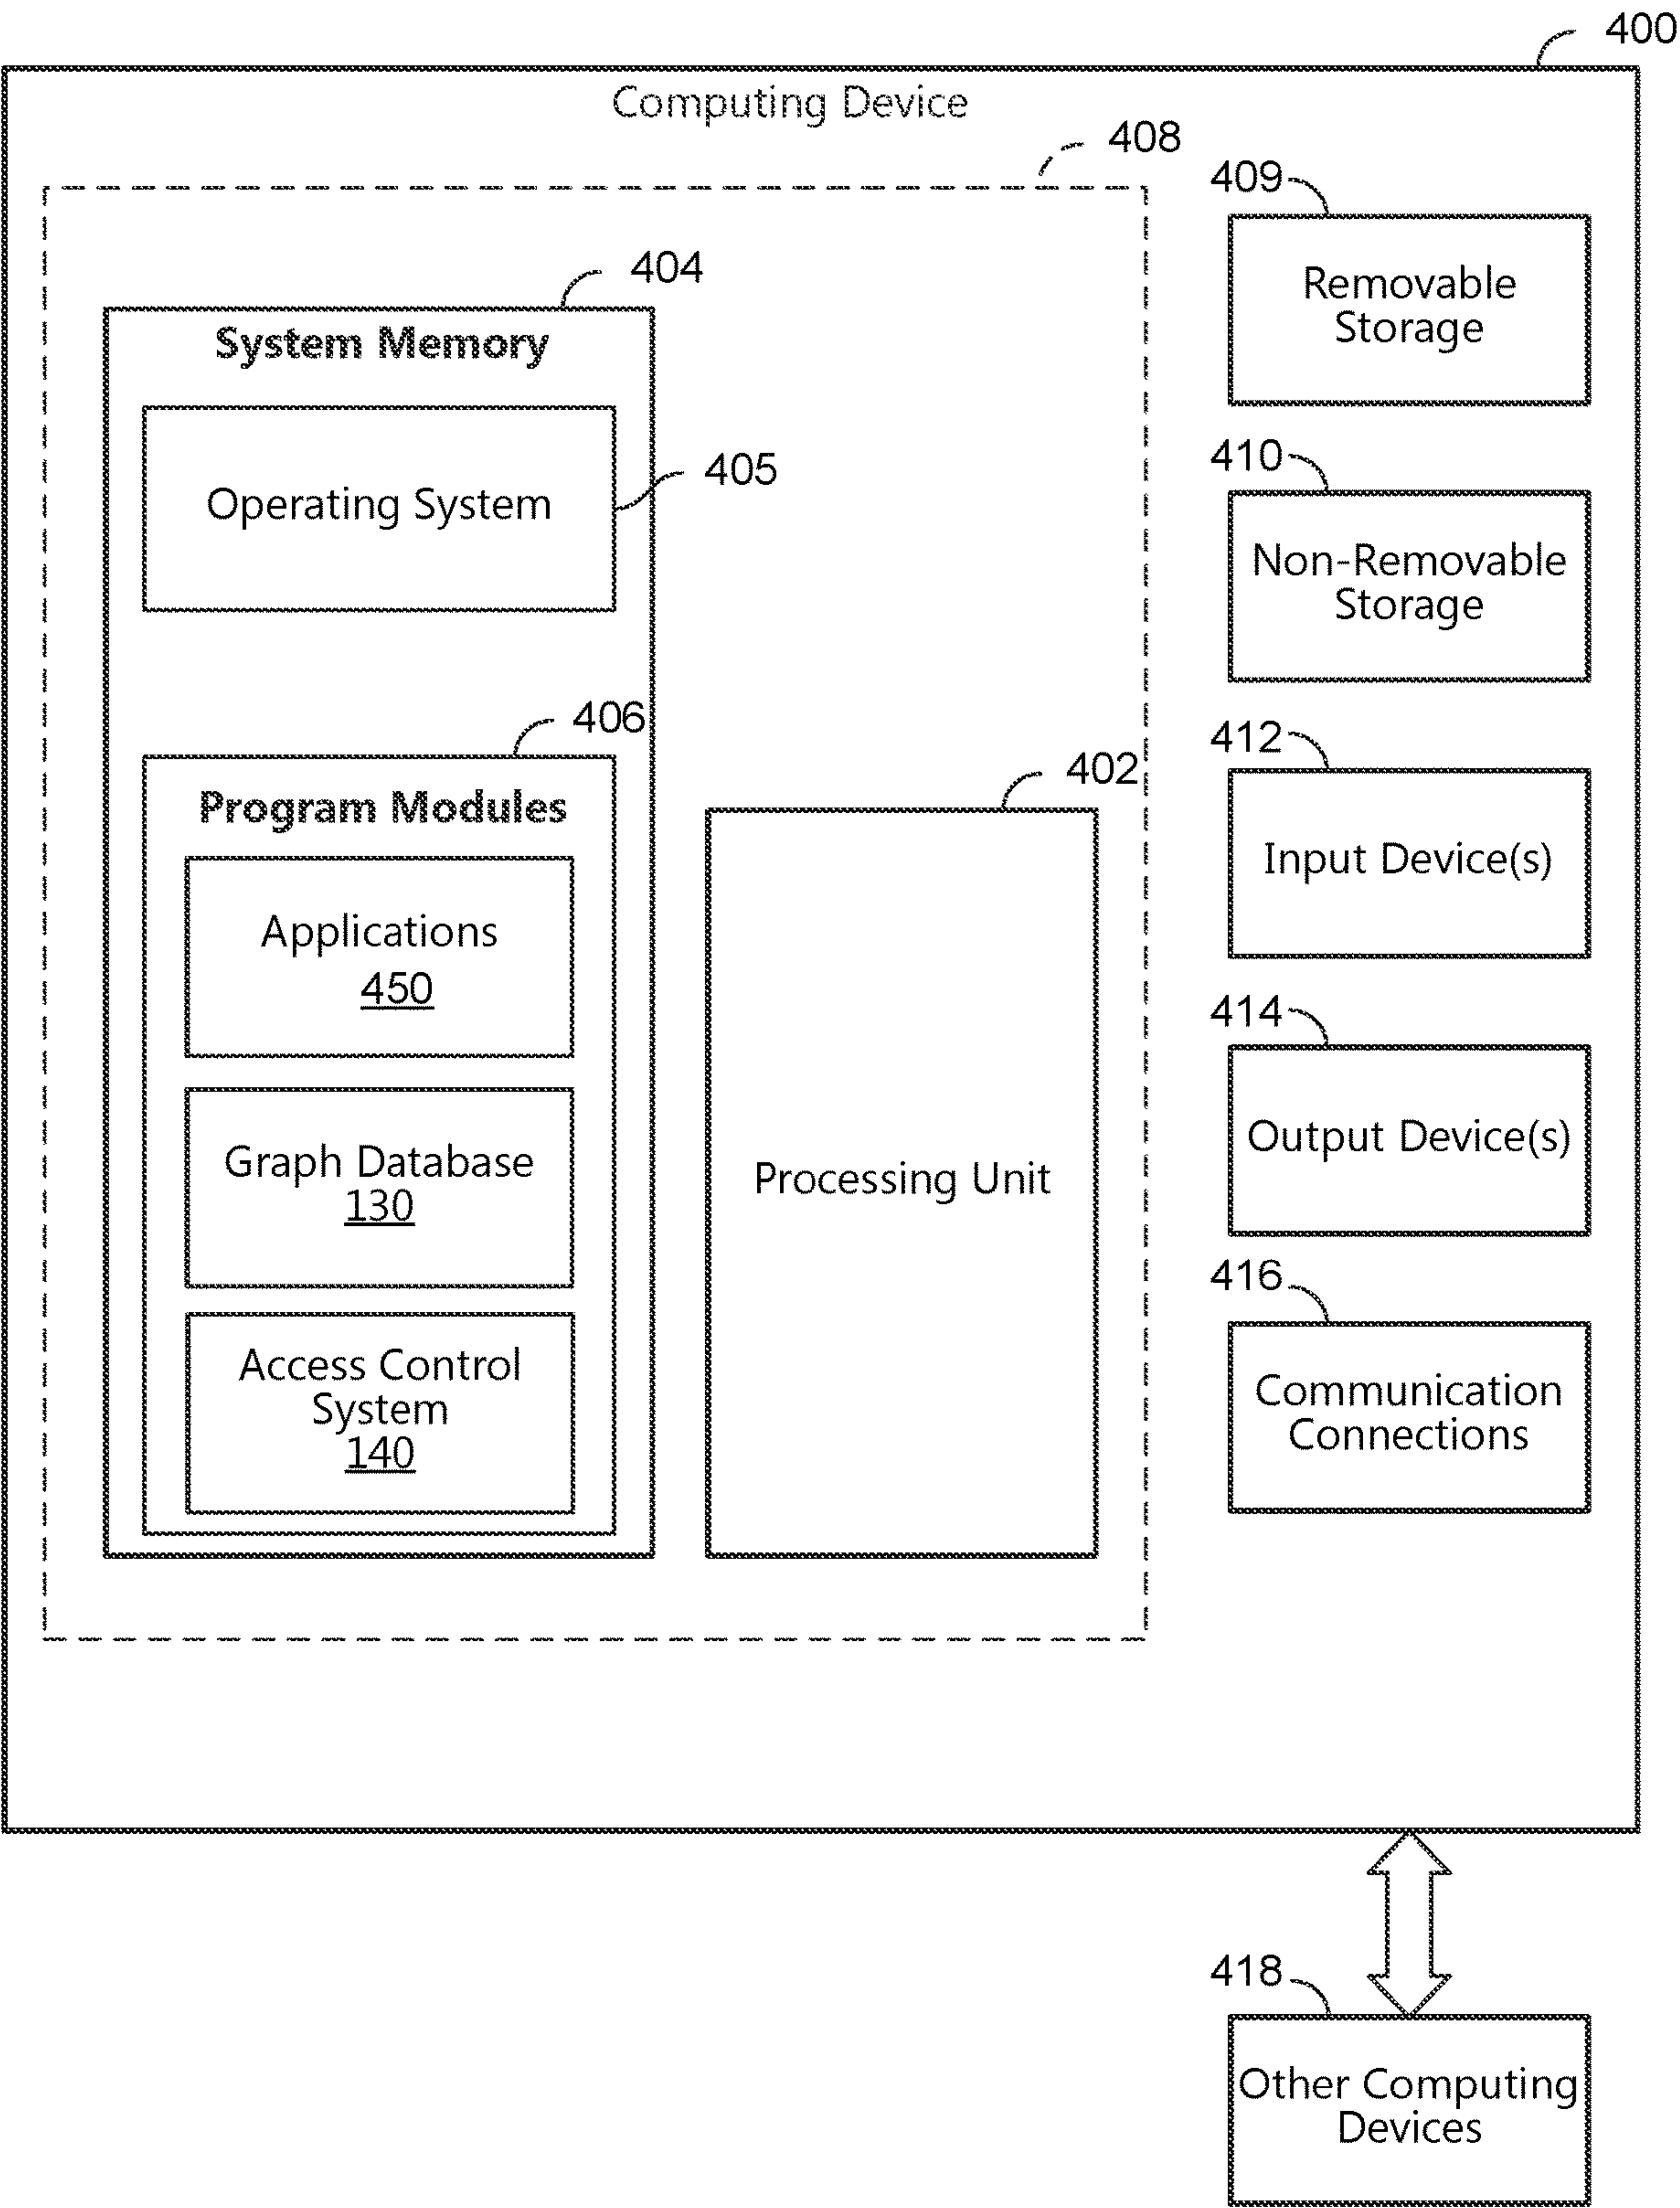 400
Computing Device
408
409
Removable
Storage
404
System Memory
Operating System
405
410
Non-Removable
Storage
406
Program Modules
Applications
450
Graph Database
130
Access Control
System
140
402
Processing Unit
412
Input Device(s)
414
Output Device(s)
416
Communication
Connections
418
Other Computing
Devices